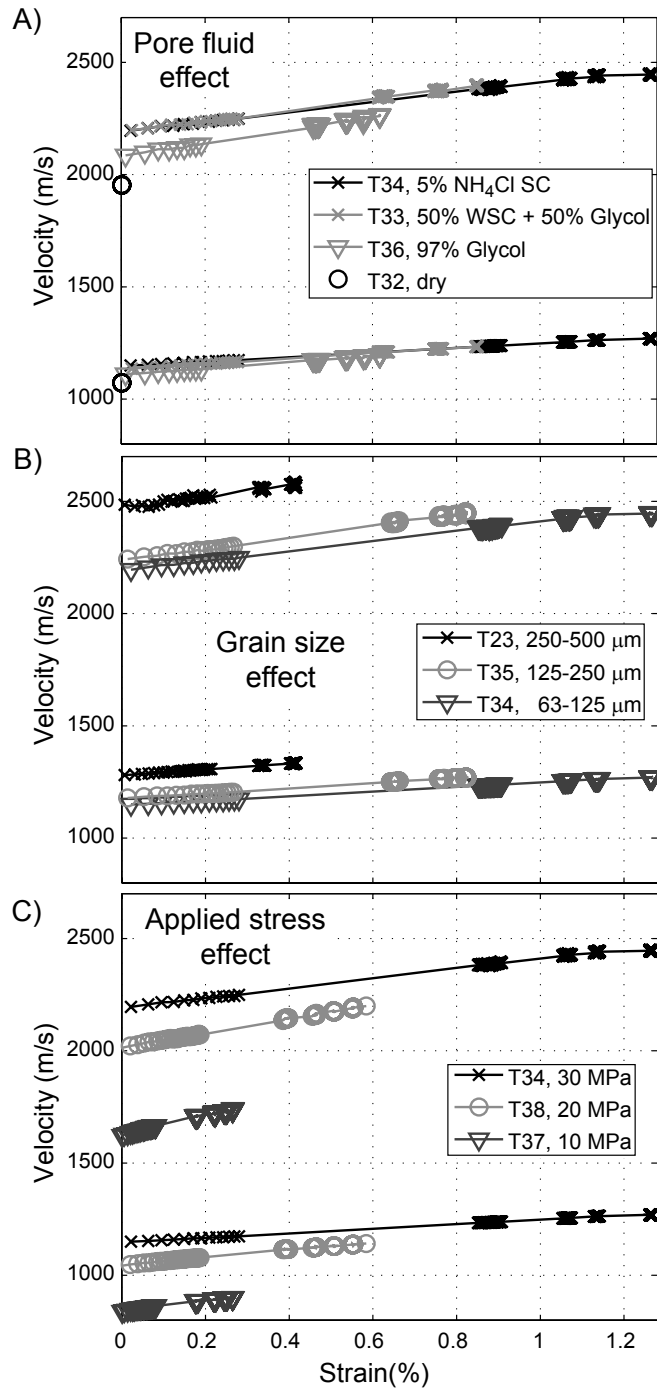 A)
Pore fluid
effect
2500
2000
1500
1000
Velocity (m/s)
T34, 5% NH₄Cl SC
T33, 50% WSC + 50% Glycol
T36, 97% Glycol
T32, dry
B)
2500
2000
1500
1000
Velocity (m/s)
Grain size
effect
T23, 250-500 μm
T35, 125-250 μm
T34, 63-125 μm
C)
Applied stress
effect
2500
2000
1500
1000
Velocity (m/s)
T34, 30 MPa
T38, 20 MPa
T37, 10 MPa
0 0.2 0.4 0.6 0.8 1 1.2
Strain(%)